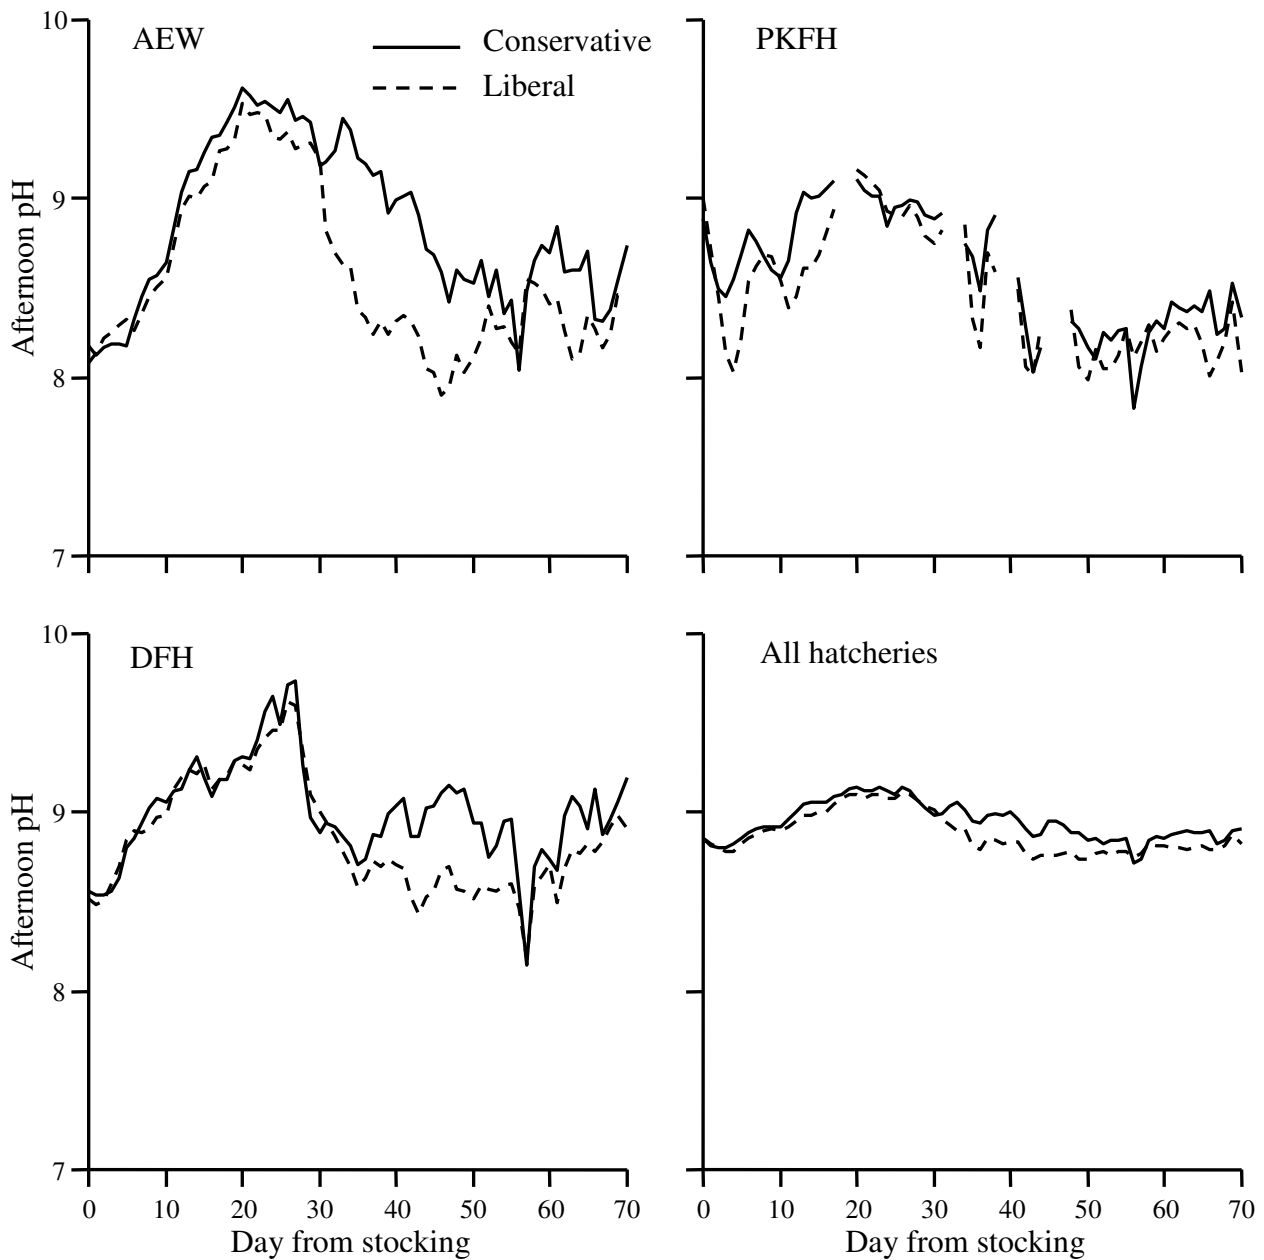 10
AEW
Conservative
Liberal
PKFH
9
8
7
Afternoon pH
10
DFH
All hatcheries
9
8
7
Afternoon pH
0 10 20 30 40 50 60 70
0 10 20 30 40 50 60 70
Day from stocking
Day from stocking